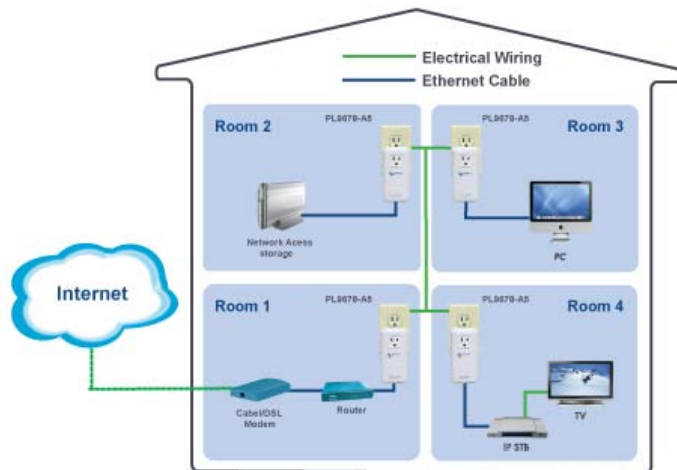 Electrical Wiring
Ethernet Cable
Room 2
PL9670-A5
PL9670-A5
Room 3
Network Acess
storage
PC
Internet
Room 1
PL9670-A5
PL9670-A5
Room 4
Cabel/DSL
Modem
Router
IP STB
TV